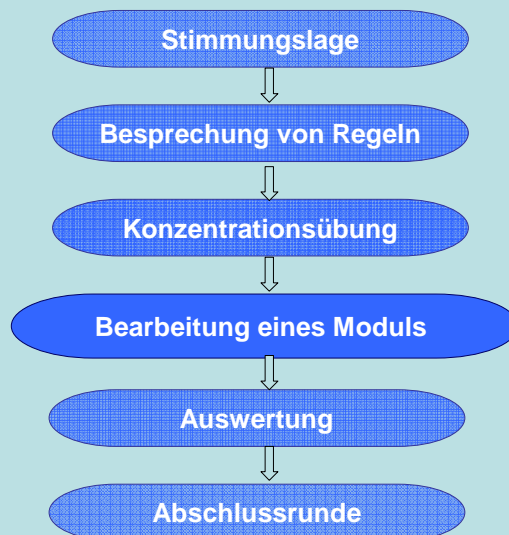 Stimmungslage
Besprechung von Regeln
Konzentrationsübung
Bearbeitung eines Moduls
Auswertung
Abschlussrunde